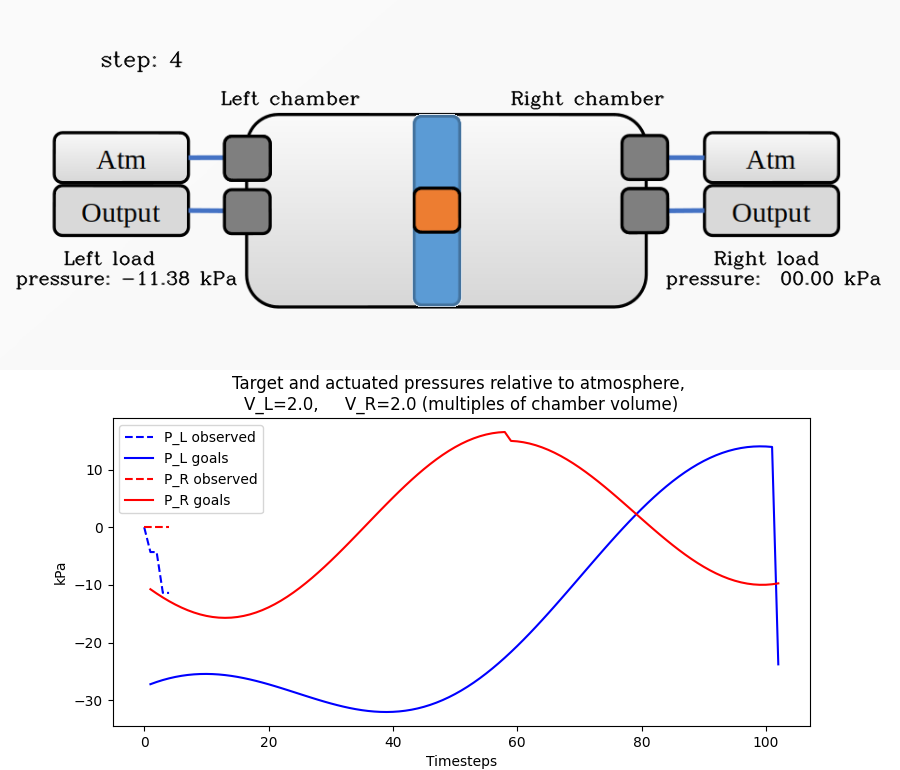 step: 4
Left chamber
Right chamber
Atm
Atm
Output
Output
Left load
pressure: −11.38 kPa
Right load
pressure: 00.00 kPa
Target and actuated pressures relative to atmosphere,
V_L=2.0, V_R=2.0 (multiples of chamber volume)
P_L observed
P_L goals
P_R observed
P_R goals
kPa
10
0
−10
−20
−30
0 20 40 60 80 100
Timesteps